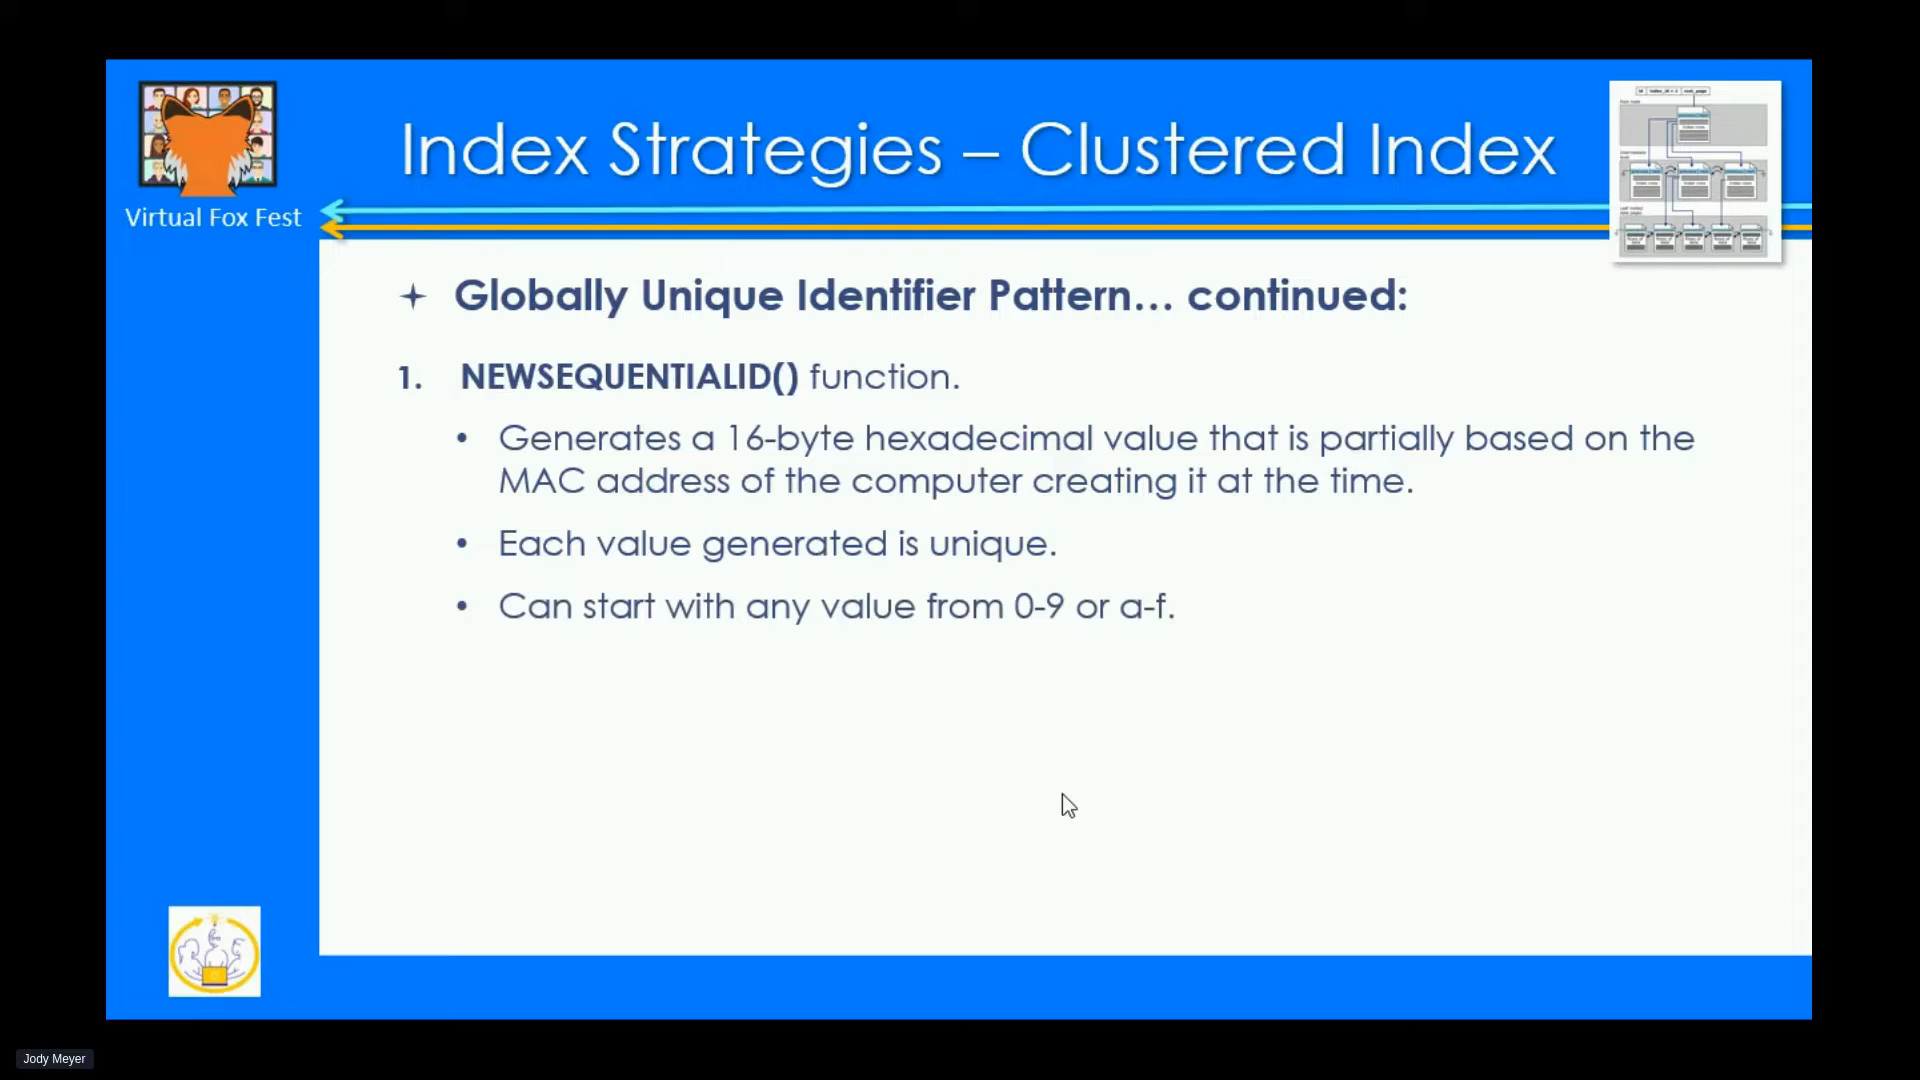 Index Strategies – Clustered Index
Virtual Fox Fest
Globally Unique Identifier Pattern… continued:
1. NEWSEQUENTIALID() function.
• Generates a 16-byte hexadecimal value that is partially based on the
MAC address of the computer creating it at the time.
• Each value generated is unique.
• Can start with any value from 0-9 or a-f.
Jody Meyer